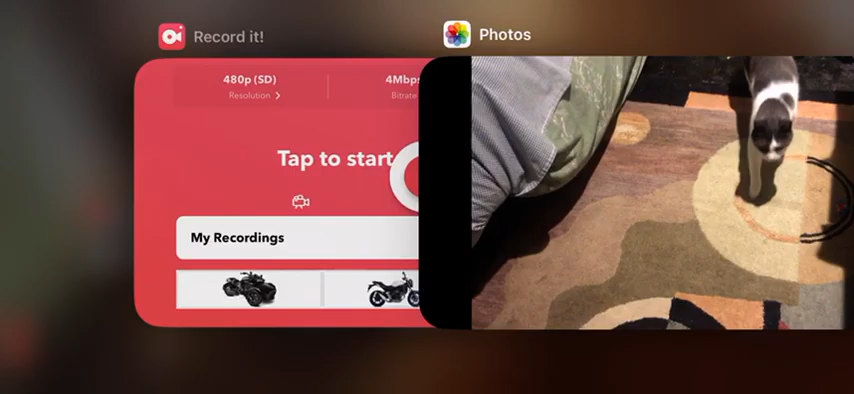 Record it!
Photos
480p (SD)
4Mbps
Resolution >
Bitrate
Tap to start
My Recordings